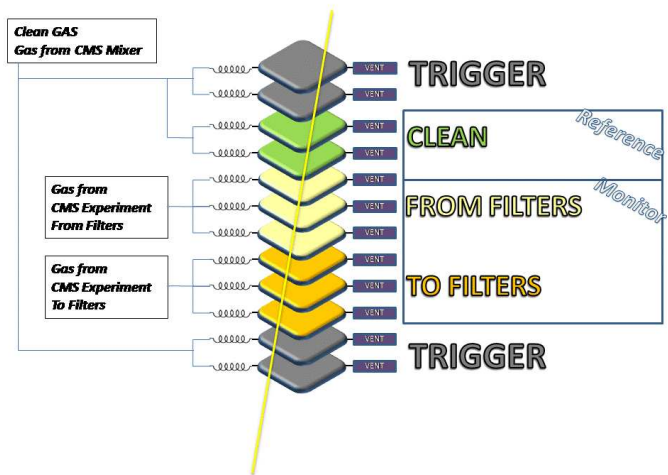 Clean GAS
Gas from CMS Mixer
VENT
TRIGGER
VENT
VENT
CLEAN
Reference
VENT
Gas from
CMS Experiment
From Filters
VENT
FROM FILTERS
Monitor
VENT
VENT
Gas from
CMS Experiment
To Filters
VENT
VENT
TO FILTERS
VENT
VENT
TRIGGER
VENT